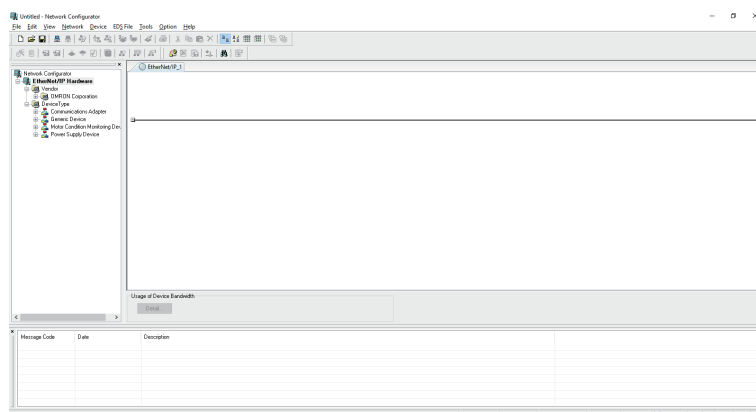 Untitled - Network Configurator
File Edit View Network Device EDS File Tools Option Help
EtherNet/IP_1
Network Configurator
EtherNet/IP Hardware
Vendor
OMRON Corporation
DeviceType
Communications Adapter
Generic Device
Motor Condition Monitoring Dev
Power Supply Device
Usage of Device Bandwidth
Detail...
Message Code Date Description